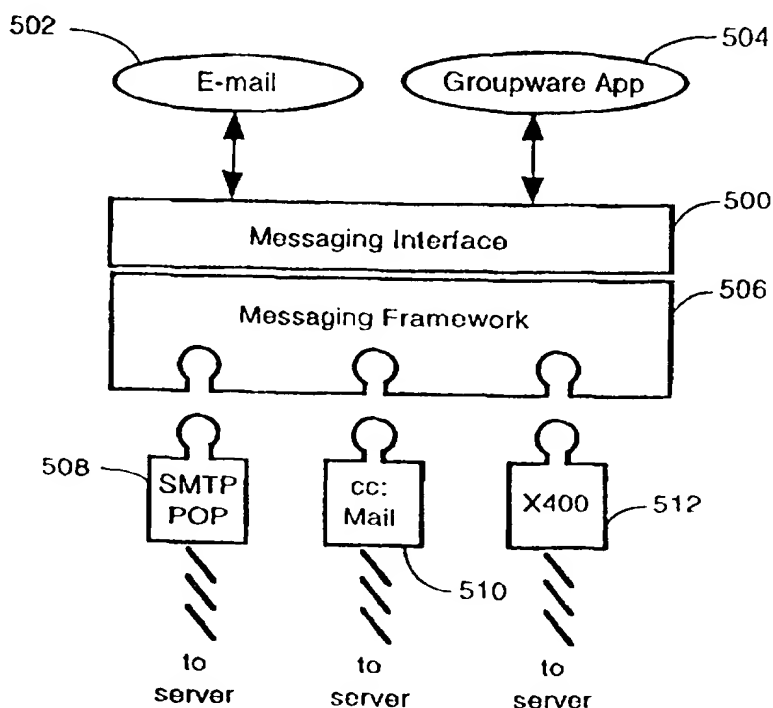 502
504
E-mail
Groupware App
500
Messaging Interface
506
Messaging Framework
508
SMTP
POP
cc:
Mail
X400
512
510
to
server
to
server
to
server